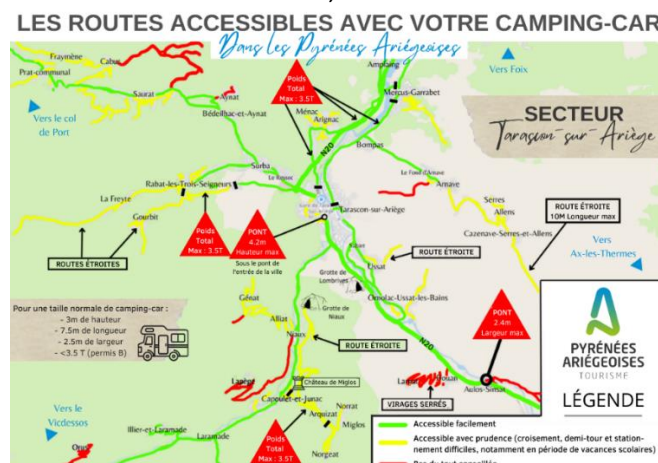 LES ROUTES ACCESSIBLES AVEC VOTRE CAMPING-CAR
Dans les Pyrénées Ariégeoises
Fraymène
Cabus
Prat-communal
Saurat
Aynat
Bédeilhac-et-Aynat
Vers le col
de Port
Poids
Total
Max : 3.5T
Amplaing
Mercus-Garrabet
Ménac
Arignac
N20
Bompas
Vers Foix
SECTEUR
Tarascon-sur-Ariège
Surba
Arnave
Rabat-les-Trois-Seigneurs
La Freyte
Gourbit
Tarascon-sur-Ariège
Serres
Allens
Cazenave-Serres-et-Allens
ROUTE ÉTROITE
10M Longueur max
Vers
Ax-les-Thermes
ROUTES ÉTROITES
Poids
Total
Max : 3.5T
PONT
4.2m
Hauteur max
Sous le pont de
l'entrée de la ville
ROUTE ÉTROITE
Ussat
Grotte de
Lombrives
Ornolac-Ussat-les-Bains
Pour une taille normale de camping-car :
- 3m de hauteur
- 7.5m de longueur
- 2.5m de largeur
- <3.5 T (permis B)
Génat
Alliat
Niaux
Grotte de
Niaux
ROUTE ÉTROITE
N20
PONT
2.4m
Largeur max
Château de Miglos
Capoulet-et-Junac
VIRAGES SERRÉS
Aulos-Sinsat
Vers le
Vicdessos
Illier-et-Laramade
Laramade
Arquizat
Norrat
Miglos
Norgeat
Poids
Total
Max : 3.5T
PYRÉNÉES
ARIÉGEOISES
TOURISME
LÉGENDE
Accessible facilement
Accessible avec prudence (croisement, demi-tour et station-
nement difficiles, notamment en période de vacances scolaires)